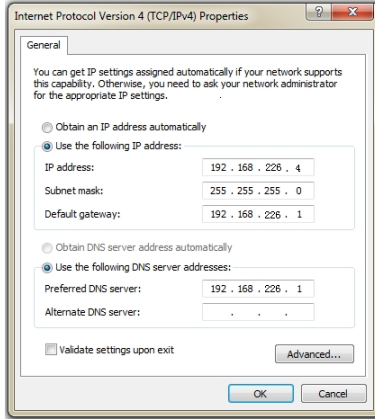 Internet Protocol Version 4 (TCP/IPv4) Properties
General
You can get IP settings assigned automatically if your network supports
this capability. Otherwise, you need to ask your network administrator
for the appropriate IP settings.
Obtain an IP address automatically
Use the following IP address:
IP address: 192 . 168 . 226 . 4
Subnet mask: 255 . 255 . 255 . 0
Default gateway: 192 . 168 . 226 . 1
Obtain DNS server address automatically
Use the following DNS server addresses:
Preferred DNS server: 192 . 168 . 226 . 1
Alternate DNS server: . . .
Validate settings upon exit
Advanced...
OK Cancel